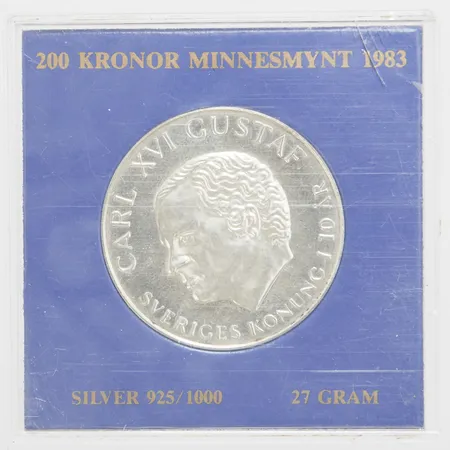 200 KRONOR MINNESMYNT 1983
CARL XVI GUSTAF
SVERIGES KONUNG I 10 ÅR
SILVER 925/1000 27 GRAM